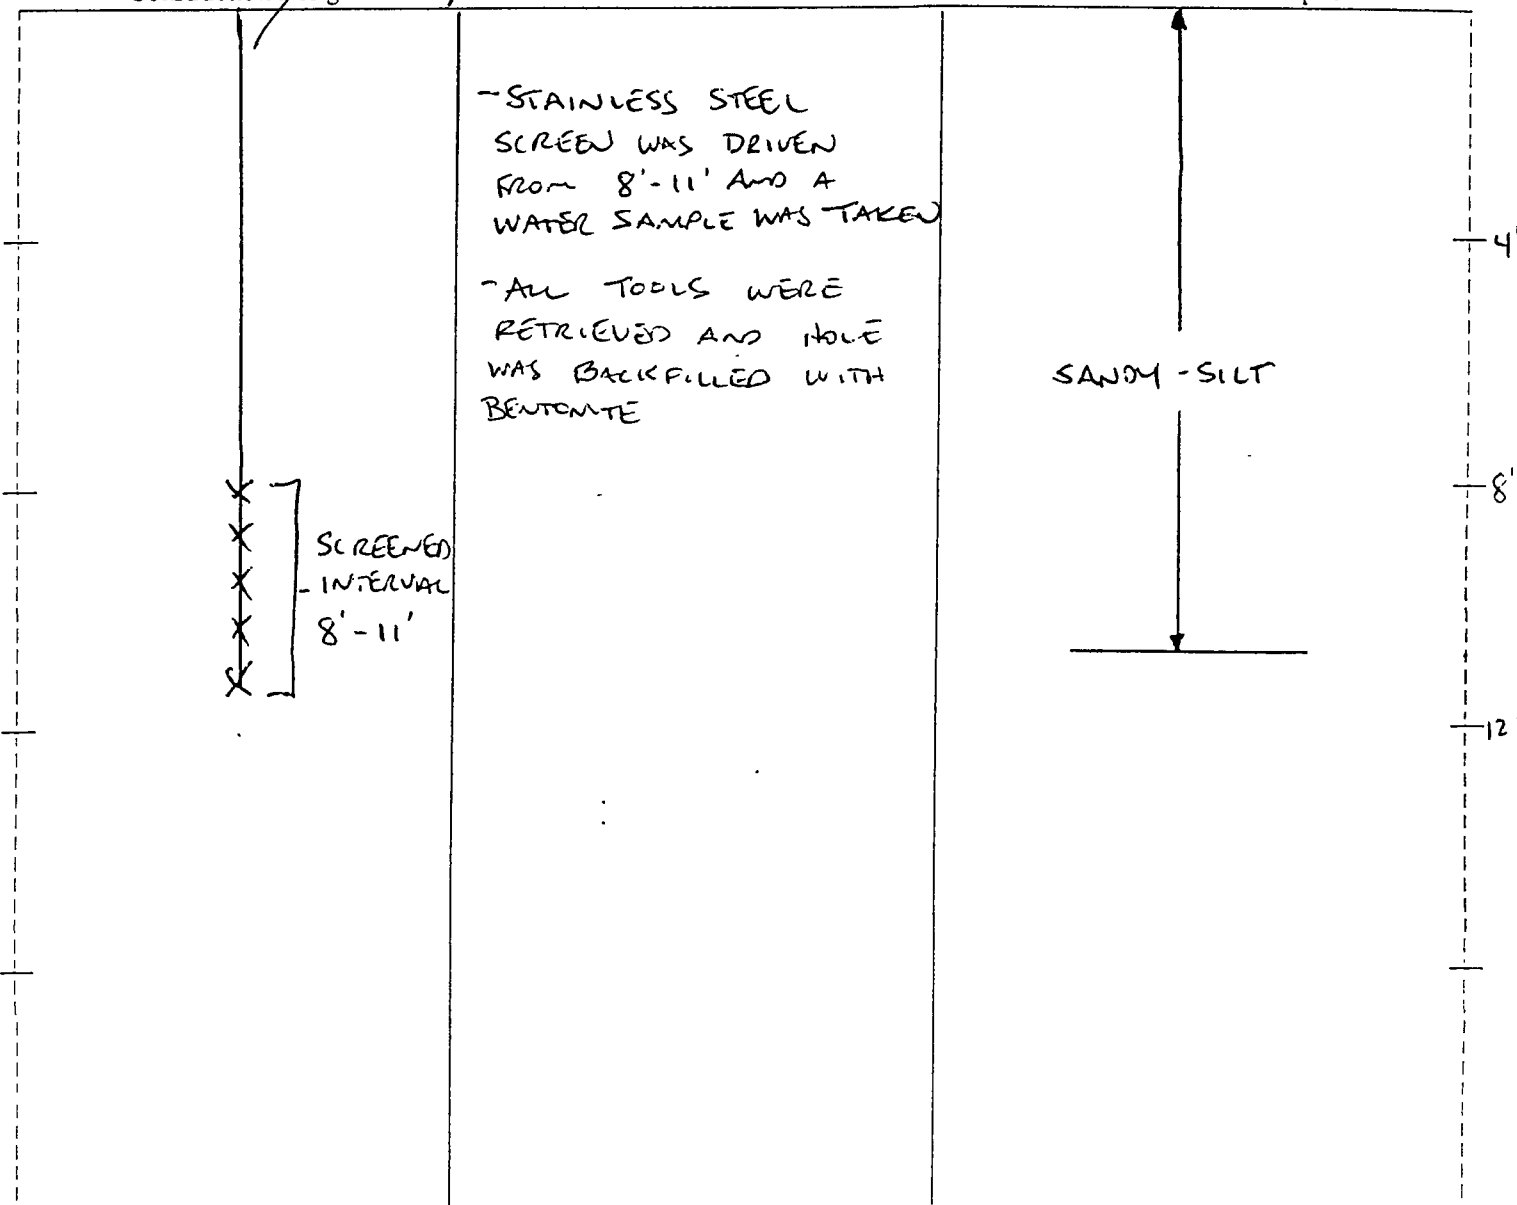 -STAINLESS STEEL
SCREEN WAS DRIVEN
FROM 8'-11' AND A
WATER SAMPLE WAS TAKEN
-ALL TOOLS WERE
RETRIEVED AND HOLE
WAS BACKFILLED WITH
BENTONITE
SCREENED
INTERVAL
8'-11'
SANDY-SILT
4'
8'
12